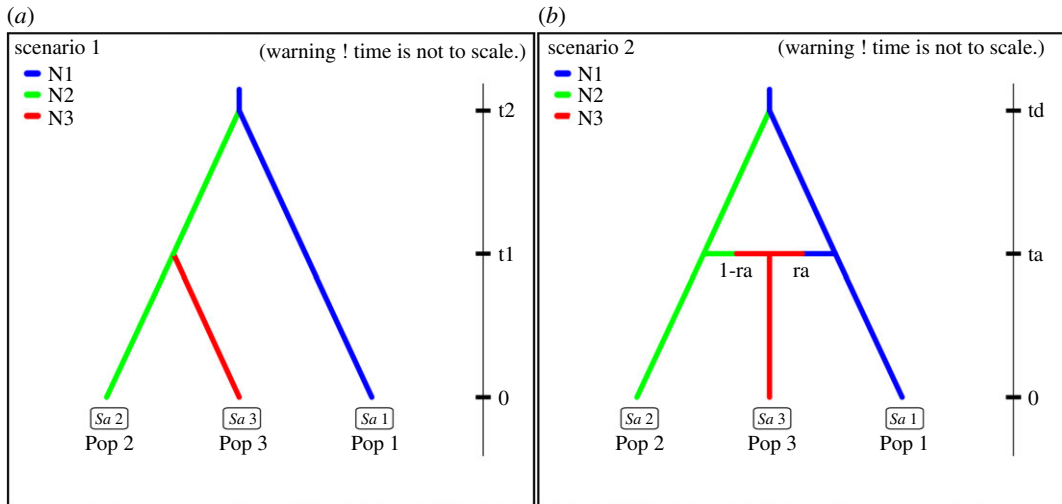 (a)
scenario 1
(warning ! time is not to scale.)
N1
N2
N3
t2
t1
0
Sa 2
Sa 3
Sa 1
Pop 2
Pop 3
Pop 1
(b)
scenario 2
(warning ! time is not to scale.)
N1
N2
N3
td
ta
1-ra
ra
0
Sa 2
Sa 3
Sa 1
Pop 2
Pop 3
Pop 1